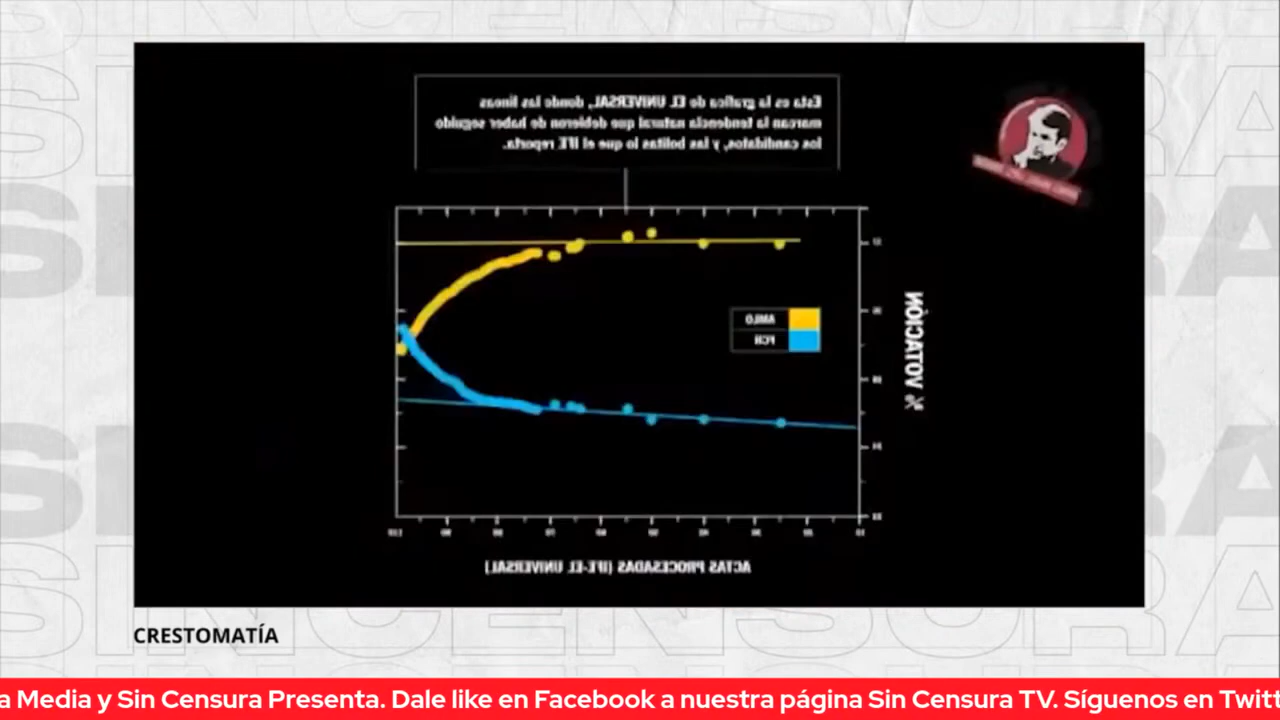 SINCENSURA
Esta es la grafica de EL UNIVERSAL, donde las líneas
marcan la tendencia natural que debieron de haber seguido
los candidatos, y las bolitas lo que el IFE reporta.
AMLO
FCH
% VOTACIÓN
ACTAS PROCESADAS (IFE-EL UNIVERSAL)
CRESTOMATÍA
a Media y Sin Censura Presenta. Dale like en Facebook a nuestra página Sin Censura TV. Síguenos en Twitt